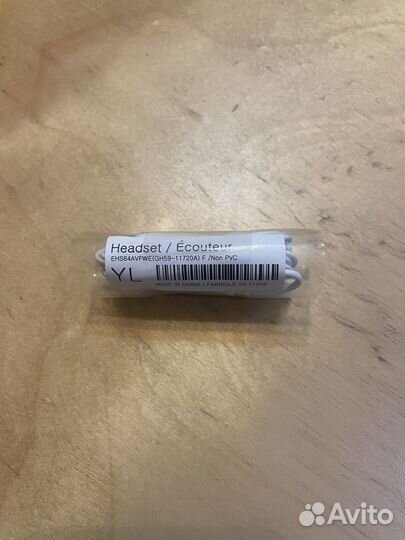 Headset / Écouteur
EHS64AVFWE(GH59-11720A) F /Non PVC
YL
MADE IN CHINA / FABRIQUÉ EN CHINE
Avito